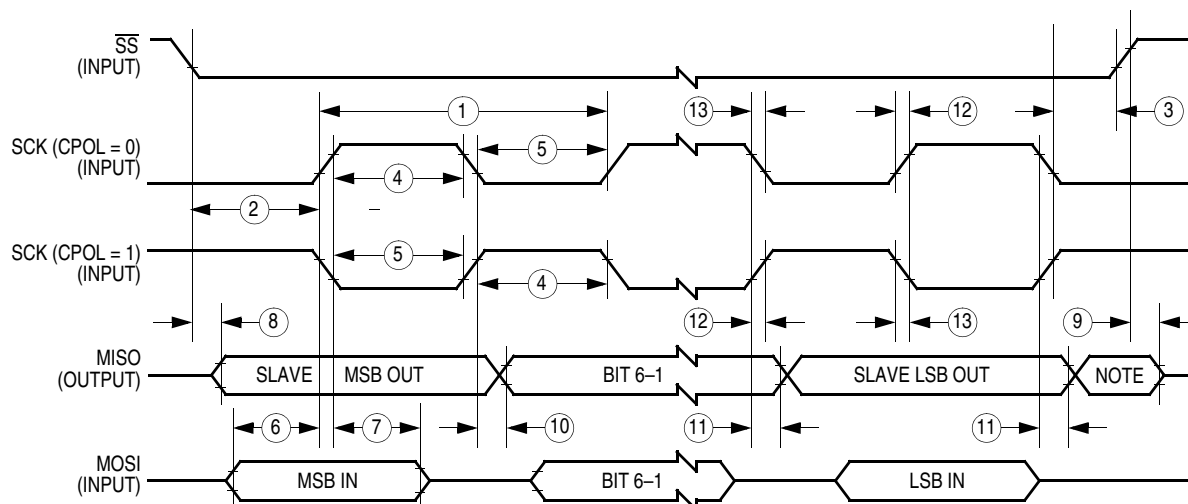 SS
(INPUT)
1
13
12
3
SCK (CPOL = 0)
(INPUT)
5
4
2
SCK (CPOL = 1)
(INPUT)
5
4
8
12
13
9
MISO
(OUTPUT)
SLAVE MSB OUT
BIT 6–1
SLAVE LSB OUT
NOTE
6
7
10
11
11
MOSI
(INPUT)
MSB IN
BIT 6–1
LSB IN